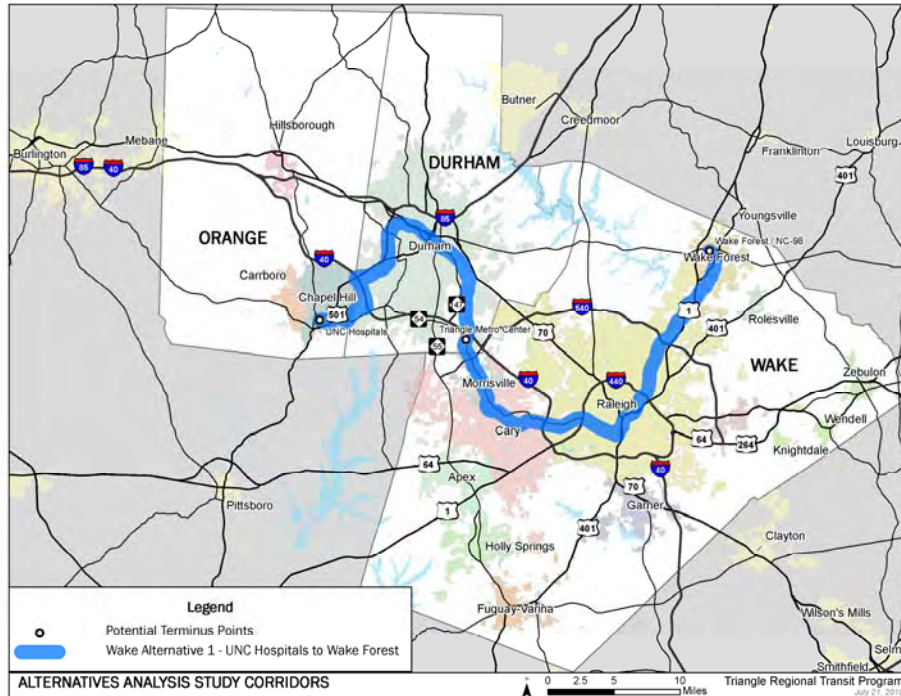 Butner
Creedmoor
Hillsborough
Mebane
Burlington
85
40
DURHAM
85
Franklinton
Louisburg
401
Youngsville
Wake Forest / NC-98
Wake Forest
ORANGE
40
Durham
Carrboro
Chapel Hill
501
UNC Hospitals
54
147
55
Triangle Metro Center
540
70
1
401
Rolesville
WAKE
Zebulon
Morrisville
40
440
Raleigh
Cary
Wendell
64
264
Knightdale
64
Apex
40
70
Garner
Pittsboro
1
401
Holly Springs
Clayton
Fuquay-Varina
Wilson's Mills
Smithfield
Legend
Potential Terminus Points
Wake Alternative 1 - UNC Hospitals to Wake Forest
ALTERNATIVES ANALYSIS STUDY CORRIDORS
0 2.5 5 10
Miles
Triangle Regional Transit Program